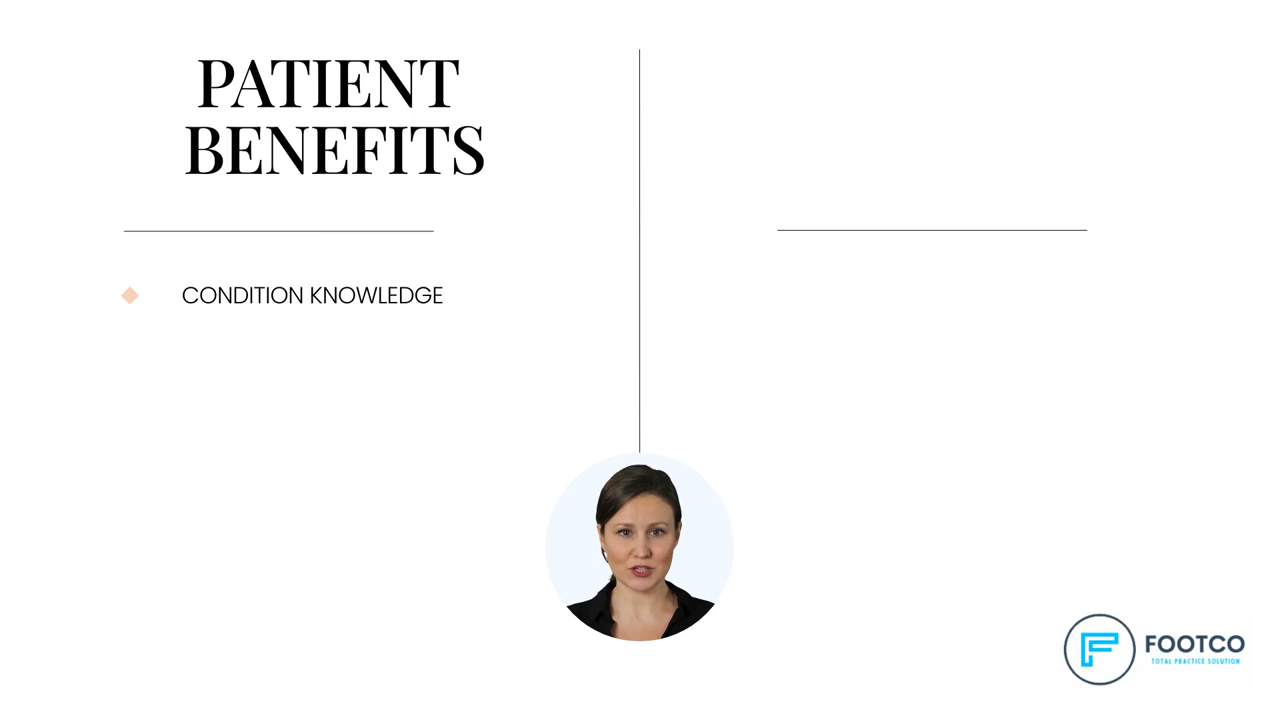 PATIENT
BENEFITS
CONDITION KNOWLEDGE
FOOTCO
TOTAL PRACTICE SOLUTION